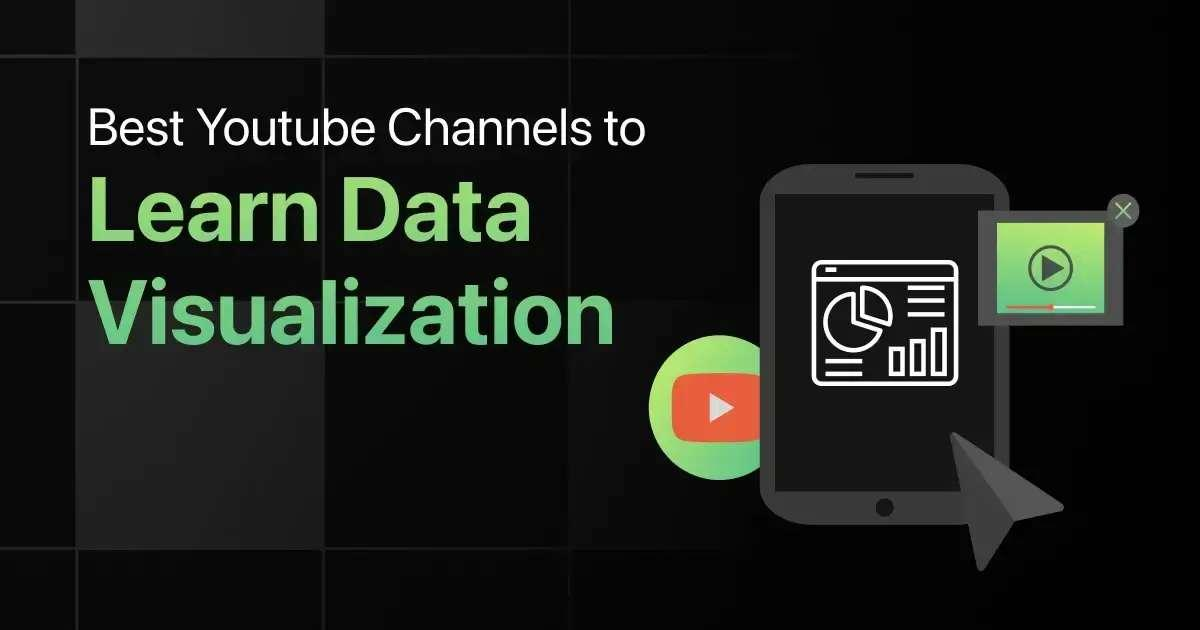 Best Youtube Channels to
Learn Data
Visualization